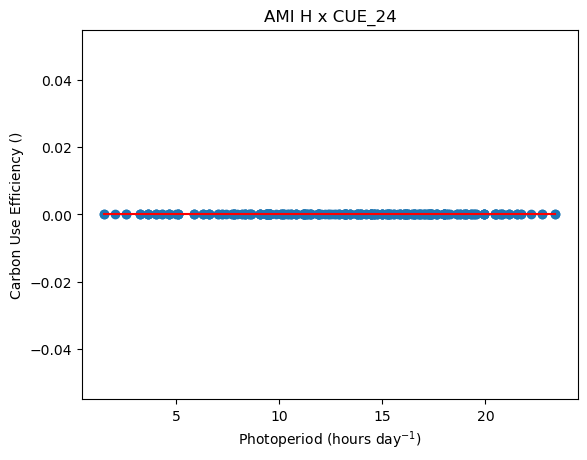 AMI H x CUE_24
0.04
0.02
0.00
−0.02
−0.04
Carbon Use Efficiency ()
5 10 15 20
Photoperiod (hours day⁻¹)